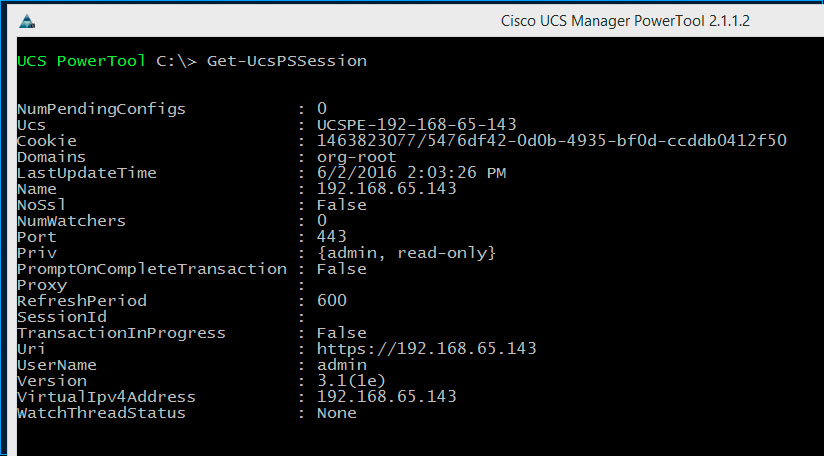 Cisco UCS Manager PowerTool 2.1.1.2
UCS PowerTool C:\> Get-UcsPSSession
NumPendingConfigs : 0
Ucs : UCSPE-192-168-65-143
Cookie : 1463823077/5476df42-0d0b-4935-bf0d-ccddb0412f50
Domains : org-root
LastUpdateTime : 6/2/2016 2:03:26 PM
Name : 192.168.65.143
NoSsl : False
NumWatchers : 0
Port : 443
Priv : {admin, read-only}
PromptOnCompleteTransaction : False
Proxy :
RefreshPeriod : 600
SessionId :
TransactionInProgress : False
Uri : https://192.168.65.143
UserName : admin
Version : 3.1(1e)
VirtualIpv4Address : 192.168.65.143
WatchThreadStatus : None